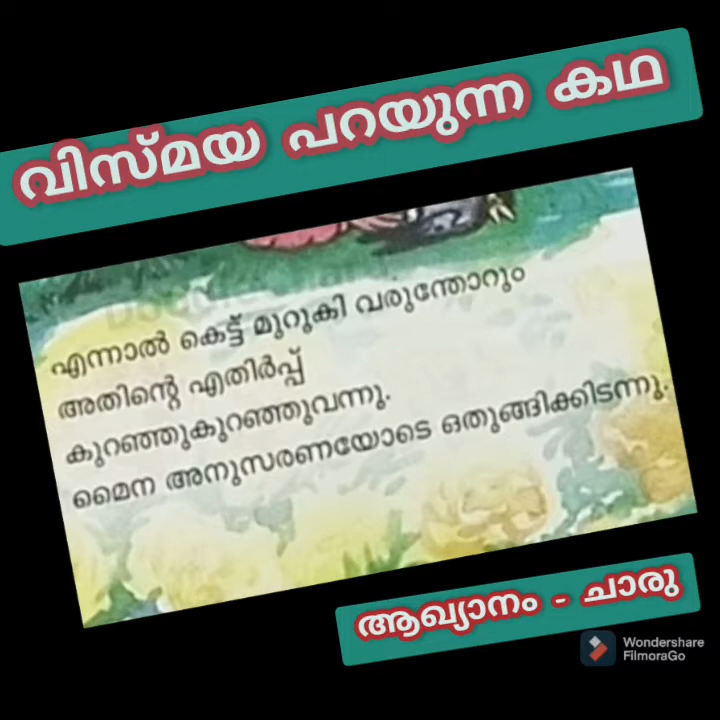 വിസ്മയ പറയുന്ന കഥ
എന്നാൽ കെട്ട് മുറുകി വരുന്തോറും
അതിന്റെ എതിർപ്പ്
കുറഞ്ഞുകുറഞ്ഞുവന്നു.
മൈന അനുസരണയോടെ ഒതുങ്ങിക്കിടന്നു.
ആഖ്യാനം - ചാരു
Wondershare
FilmoraGo